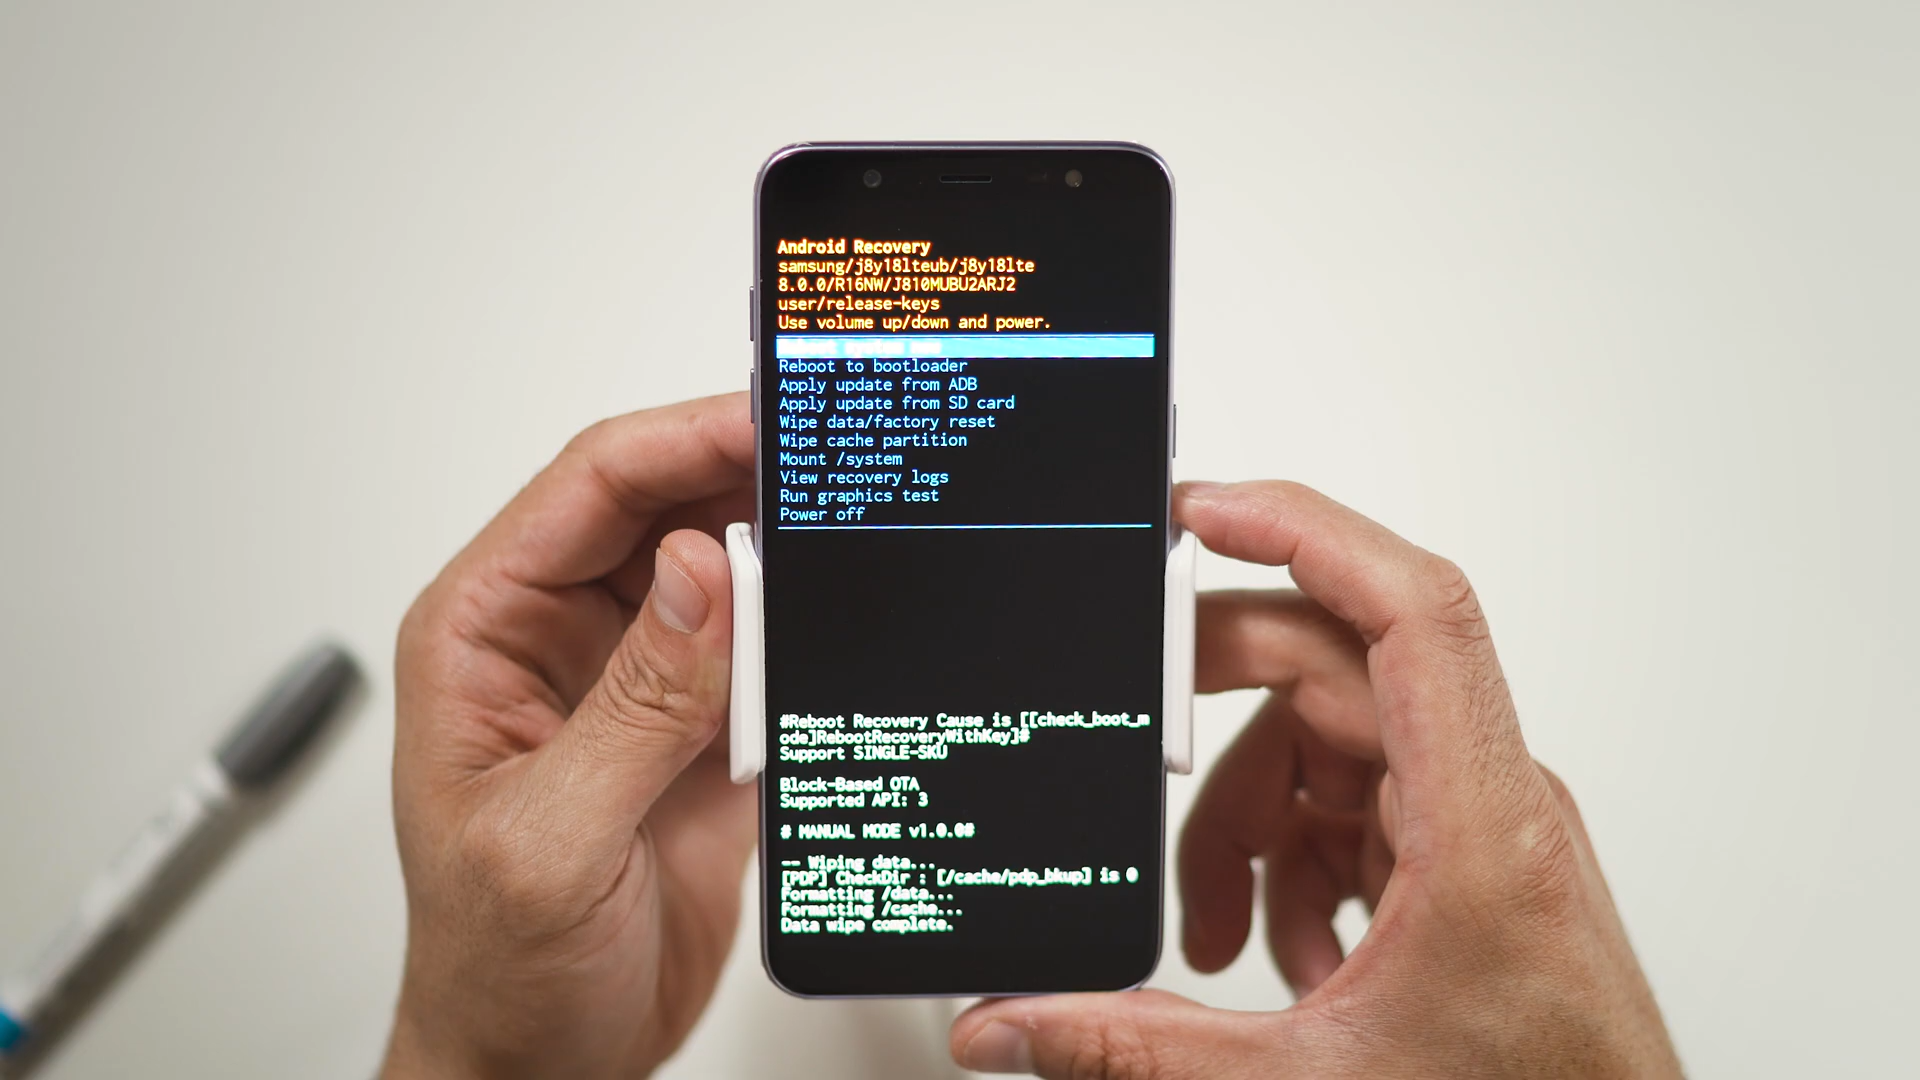 Android Recovery
samsung/j8y18lteub/j8y18lte
8.0.0/R16NW/J810MUBU2ARJ2
user/release-keys
Use volume up/down and power.
Reboot system now
Reboot to bootloader
Apply update from ADB
Apply update from SD card
Wipe data/factory reset
Wipe cache partition
Mount /system
View recovery logs
Run graphics test
Power off
#Reboot Recovery Cause is [[check_boot_m
ode]RebootRecoveryWithKey]#
Support SINGLE-SKU
Block-Based OTA
Supported API: 3
# MANUAL MODE v1.0.0#
-- Wiping data...
[PDP] CheckDir : [/cache/pdp_bkup] is 0
Formatting /data...
Formatting /cache...
Data wipe complete.